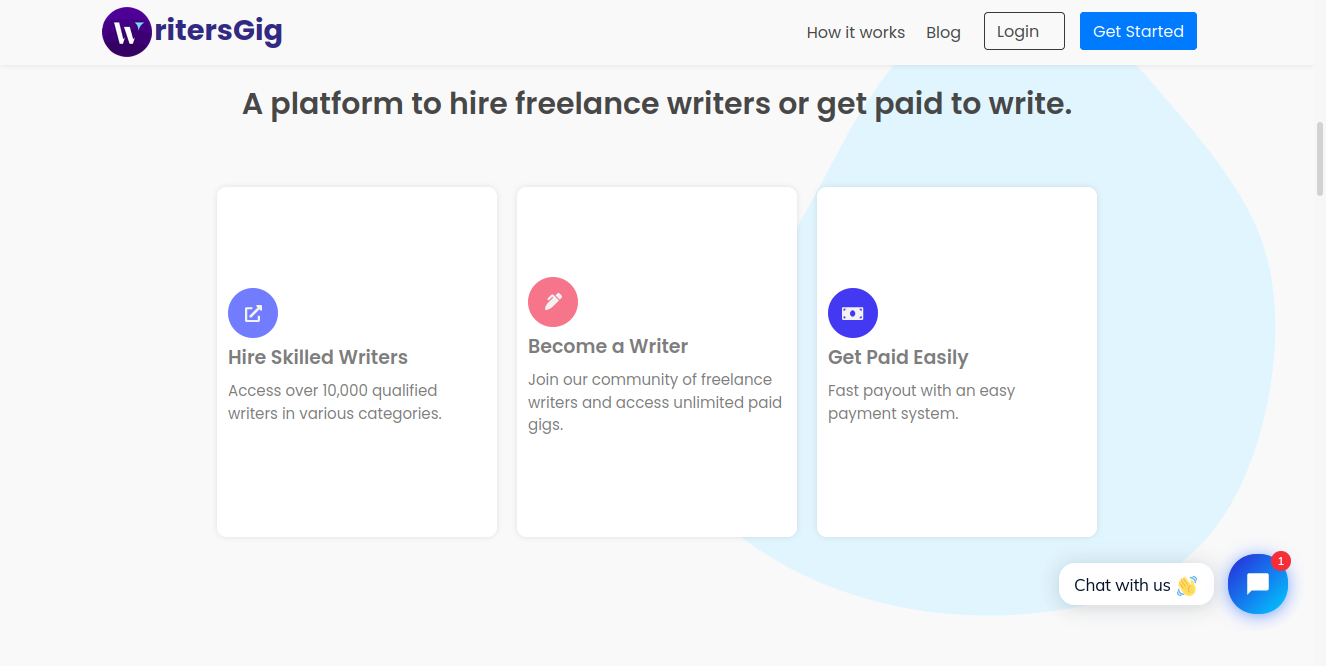 WritersGig
How it works
Blog
Login
Get Started
A platform to hire freelance writers or get paid to write.
Hire Skilled Writers
Access over 10,000 qualified
writers in various categories.
Become a Writer
Join our community of freelance
writers and access unlimited paid
gigs.
Get Paid Easily
Fast payout with an easy
payment system.
Chat with us 👋
1